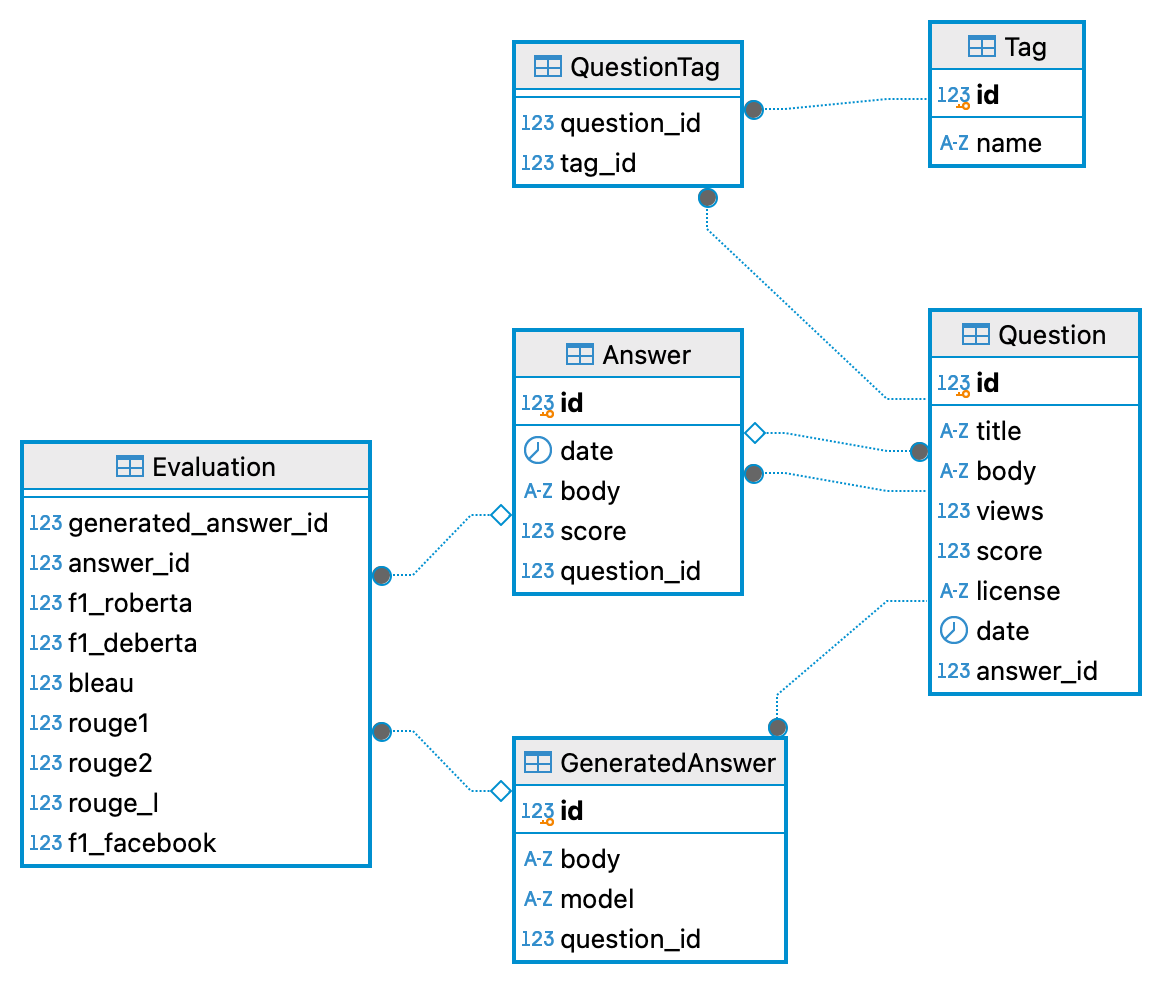 QuestionTag
123 question_id
123 tag_id
Tag
123 id
A-Z name
Answer
123 id
date
A-Z body
123 score
123 question_id
Question
123 id
A-Z title
A-Z body
123 views
123 score
A-Z license
date
123 answer_id
Evaluation
123 generated_answer_id
123 answer_id
123 f1_roberta
123 f1_deberta
123 bleau
123 rouge1
123 rouge2
123 rouge_l
123 f1_facebook
GeneratedAnswer
123 id
A-Z body
A-Z model
123 question_id